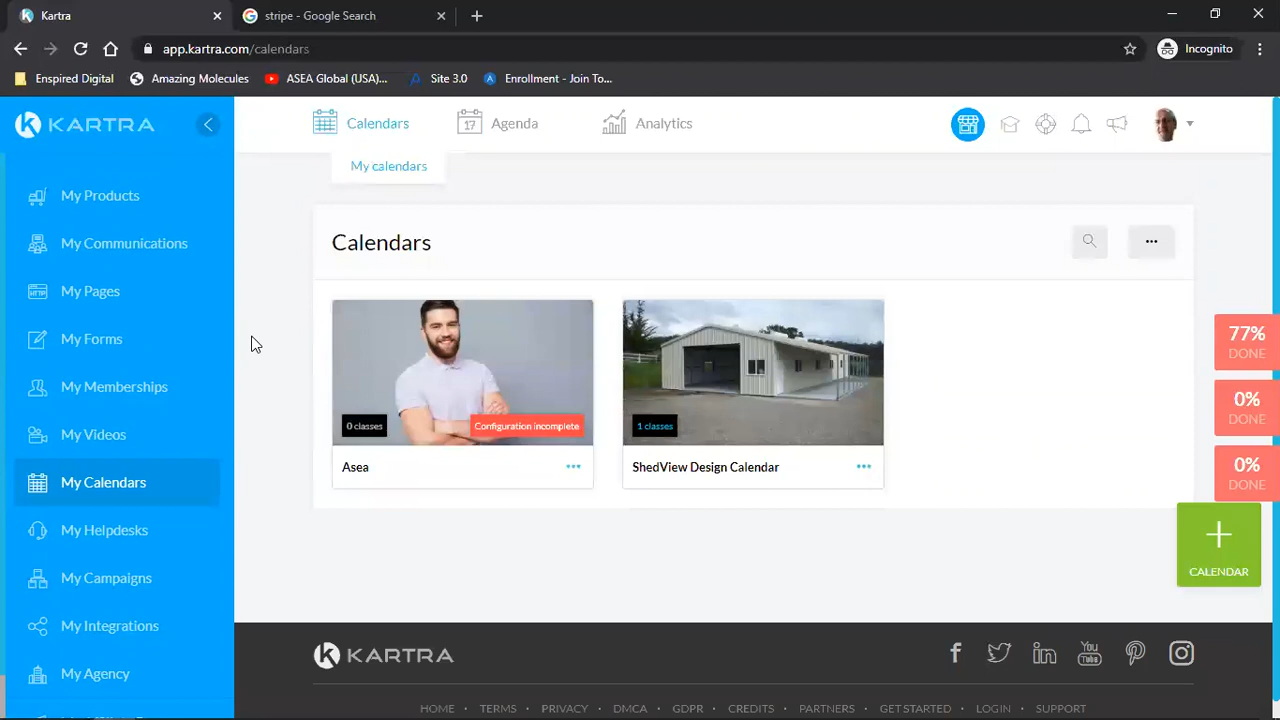 Kartra
stripe - Google Search
app.kartra.com/calendars
Incognito
Enspired Digital
Amazing Molecules
ASEA Global (USA)...
Site 3.0
Enrollment - Join To...
KARTRA
Calendars
Agenda
Analytics
My calendars
My Products
My Communications
My Pages
My Forms
My Memberships
My Videos
My Calendars
My Helpdesks
My Campaigns
My Integrations
My Agency
Calendars
0 classes
Configuration incomplete
Asea
1 classes
ShedView Design Calendar
77%
DONE
0%
DONE
0%
DONE
CALENDAR
KARTRA
HOME
TERMS
PRIVACY
DMCA
GDPR
CREDITS
PARTNERS
GET STARTED
LOGIN
SUPPORT